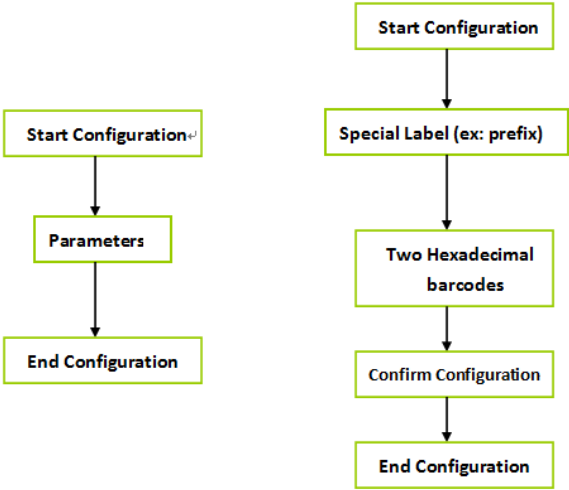 Start Configuration↵
Parameters
End Configuration
Start Configuration
Special Label (ex: prefix)
Two Hexadecimal
barcodes
Confirm Configuration
End Configuration